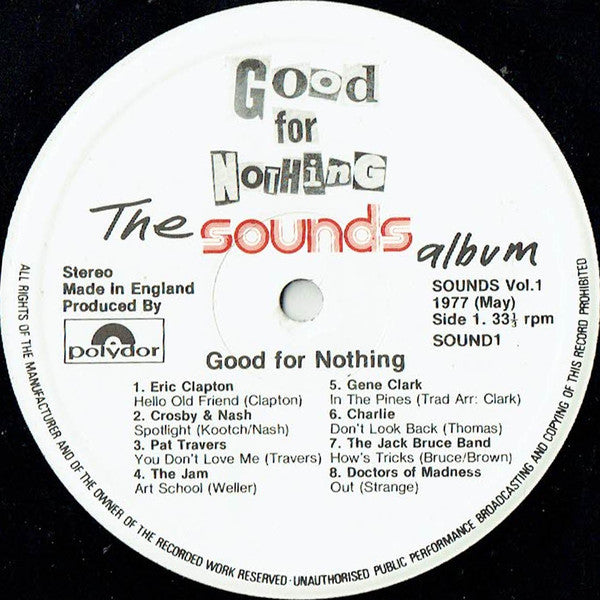 Good
for
NoTHinG
The sounds album
Stereo
Made in England
Produced By
polydor
SOUNDS Vol.1
1977 (May)
Side 1. 33⅓ rpm
SOUND1
Good for Nothing
1. Eric Clapton
Hello Old Friend (Clapton)
2. Crosby & Nash
Spotlight (Kootch/Nash)
3. Pat Travers
You Don't Love Me (Travers)
4. The Jam
Art School (Weller)
5. Gene Clark
In The Pines (Trad Arr: Clark)
6. Charlie
Don't Look Back (Thomas)
7. The Jack Bruce Band
How's Tricks (Bruce/Brown)
8. Doctors of Madness
Out (Strange)
ALL RIGHTS OF THE MANUFACTURER AND OF THE OWNER OF THE RECORDED WORK RESERVED·UNAUTHORISED PUBLIC PERFORMANCE BROADCASTING AND COPYING OF THIS RECORD PROHIBITED